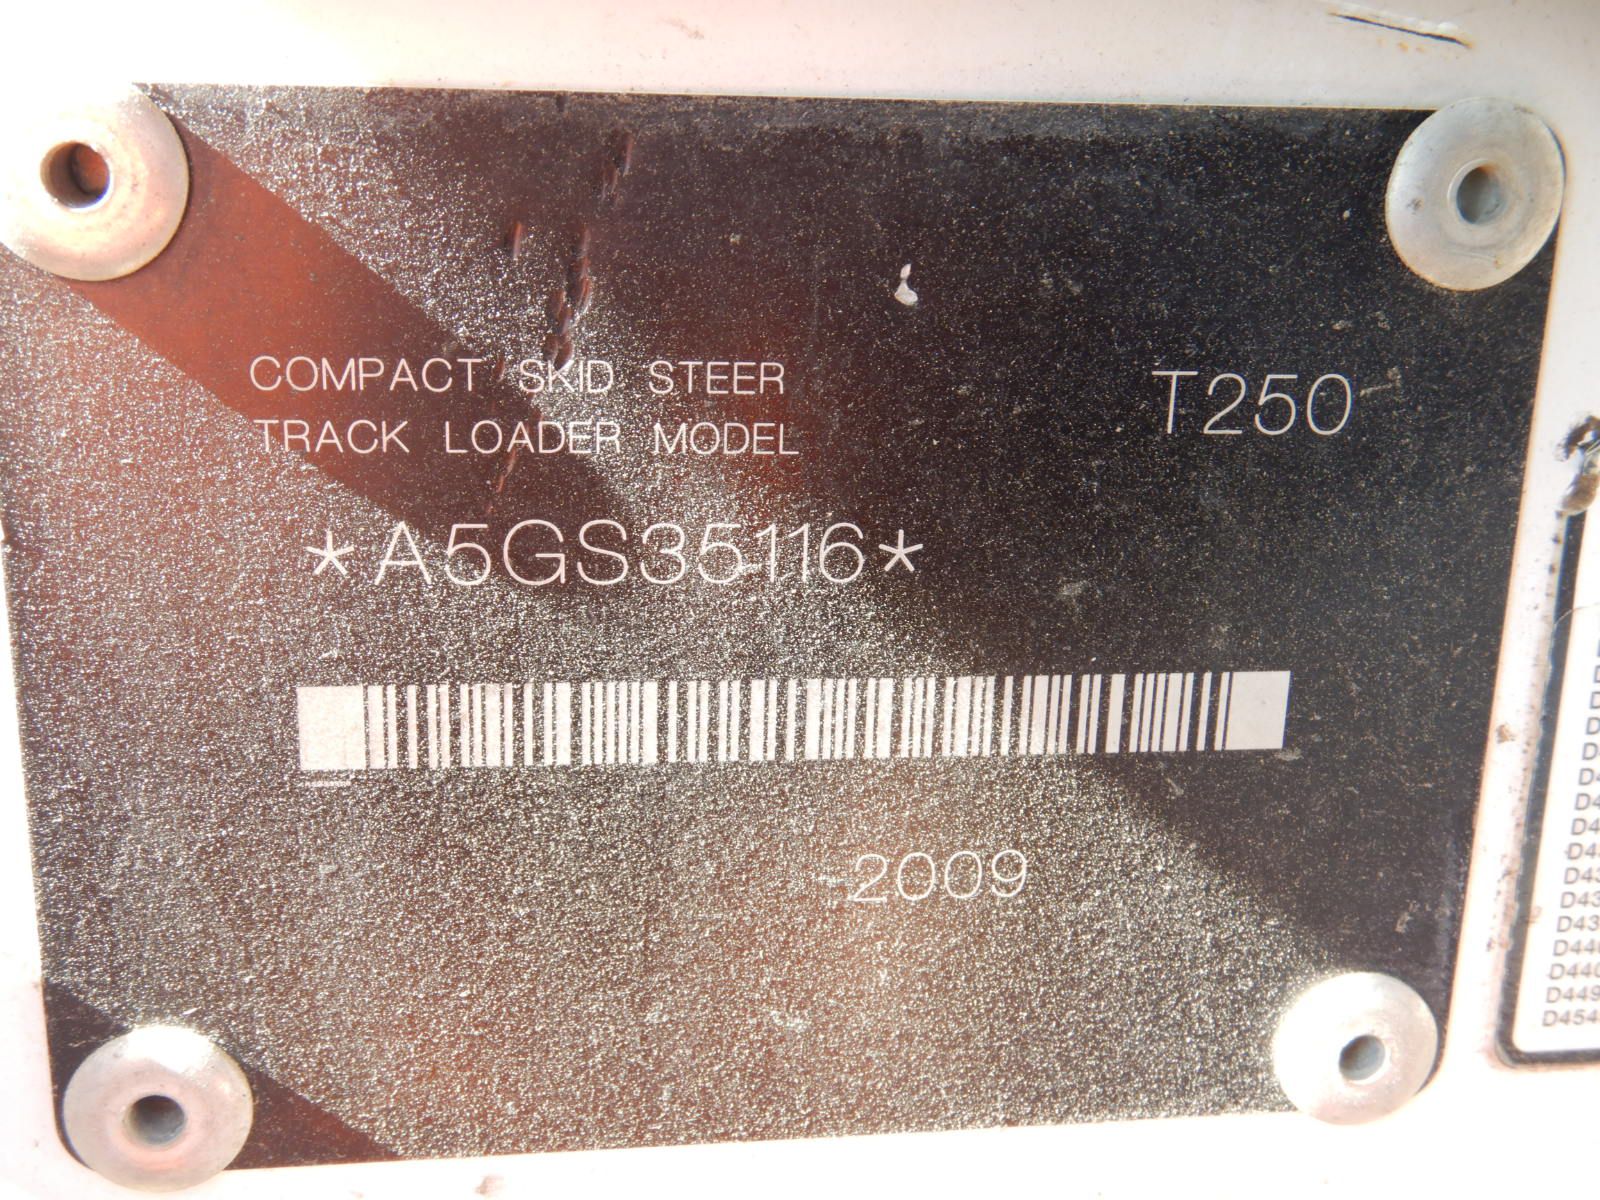 COMPACT SKID STEER
TRACK LOADER MODEL
T250
*A5GS35116*
2009